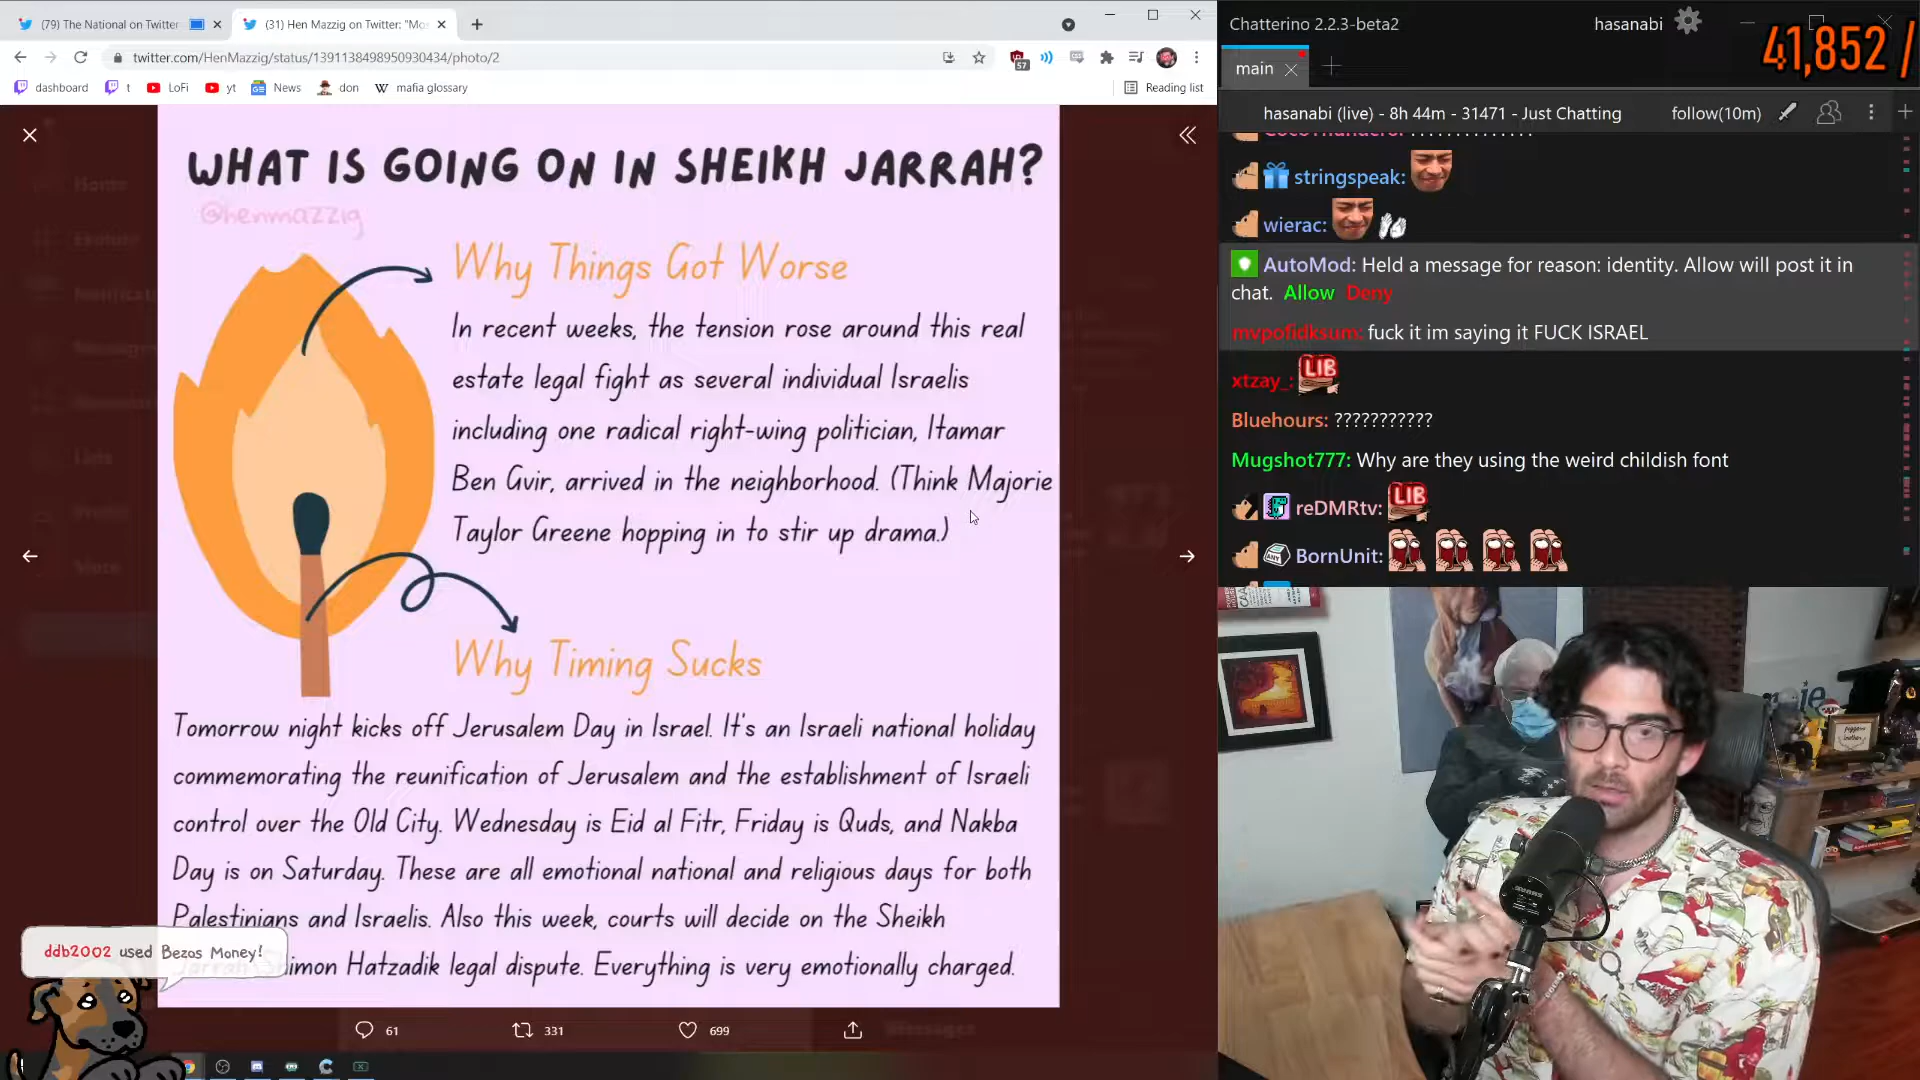 (79) The National on Twitter
(31) Hen Mazzig on Twitter: "Mo
twitter.com/HenMazzig/status/1391138498950930434/photo/2
57
dashboard
t
LoFi
yt
News
don
mafia glossary
Reading list
WHAT IS GOING ON IN SHEIKH JARRAH?
@henmazzig
Why Things Got Worse
In recent weeks, the tension rose around this real
estate legal fight as several individual Israelis
including one radical right-wing politician, Itamar
Ben Gvir, arrived in the neighborhood. (Think Majorie
Taylor Greene hopping in to stir up drama.)
Why Timing Sucks
Tomorrow night kicks off Jerusalem Day in Israel. It's an Israeli national holiday
commemorating the reunification of Jerusalem and the establishment of Israeli
control over the Old City. Wednesday is Eid al Fitr, Friday is Quds, and Nakba
Day is on Saturday. These are all emotional national and religious days for both
Palestinians and Israelis. Also this week, courts will decide on the Sheikh
Hatzadik legal dispute. Everything is very emotionally charged.
ddb2002 used Bezos Money!
61
331
699
Messages
Home
Chatterino 2.2.3-beta2
hasanabi
41,852 /
main
hasanabi (live) - 8h 44m - 31471 - Just Chatting
follow(10m)
stringspeak:
wierac:
AutoMod: Held a message for reason: identity. Allow will post it in
chat. Allow Deny
mvpofidksum: fuck it im saying it FUCK ISRAEL
xtzay_:
LIB
Bluehours: ???????????
Mugshot777: Why are they using the weird childish font
reDMRtv:
LIB
BornUnit: